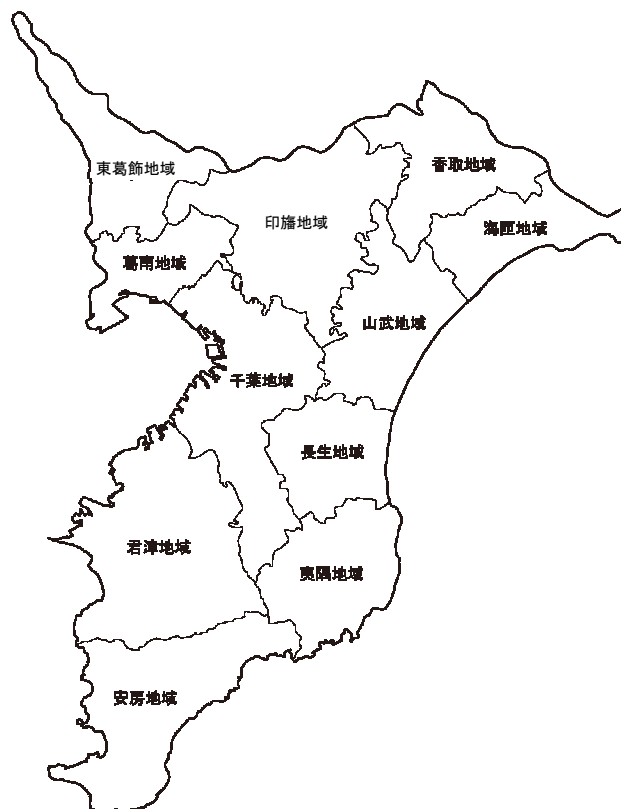 東葛飾地域
香取地域
印旛地域
海匝地域
葛南地域
山武地域
千葉地域
長生地域
君津地域
夷隅地域
安房地域